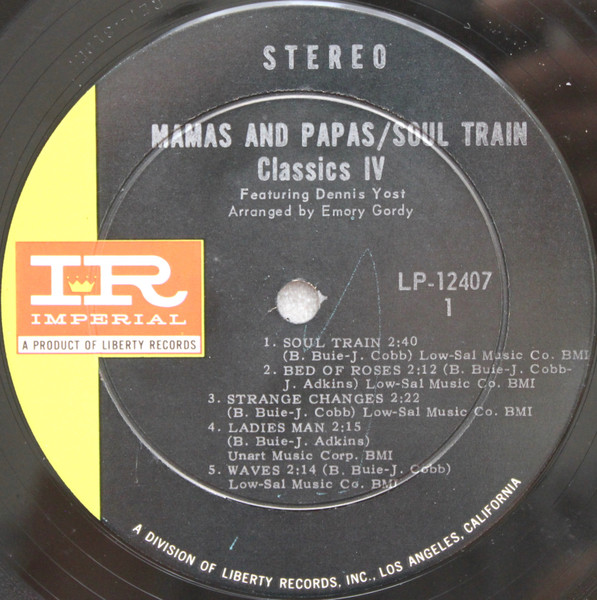 STEREO
MAMAS AND PAPAS/SOUL TRAIN
Classics IV
Featuring Dennis Yost
Arranged by Emory Gordy
IR
IMPERIAL
A PRODUCT OF LIBERTY RECORDS
LP-12407
1
1. SOUL TRAIN 2:40
(B. Buie-J. Cobb) Low-Sal Music Co. BMI
2. BED OF ROSES 2:12 (B. Buie-J. Cobb-
J. Adkins) Low-Sal Music Co. BMI
3. STRANGE CHANGES 2:22
(B. Buie-J. Cobb) Low-Sal Music Co. BMI
4. LADIES MAN 2:15
(B. Buie-J. Adkins)
Unart Music Corp. BMI
5. WAVES 2:14 (B. Buie-J. Cobb)
Low-Sal Music Co. BMI
A DIVISION OF LIBERTY RECORDS, INC., LOS ANGELES, CALIFORNIA